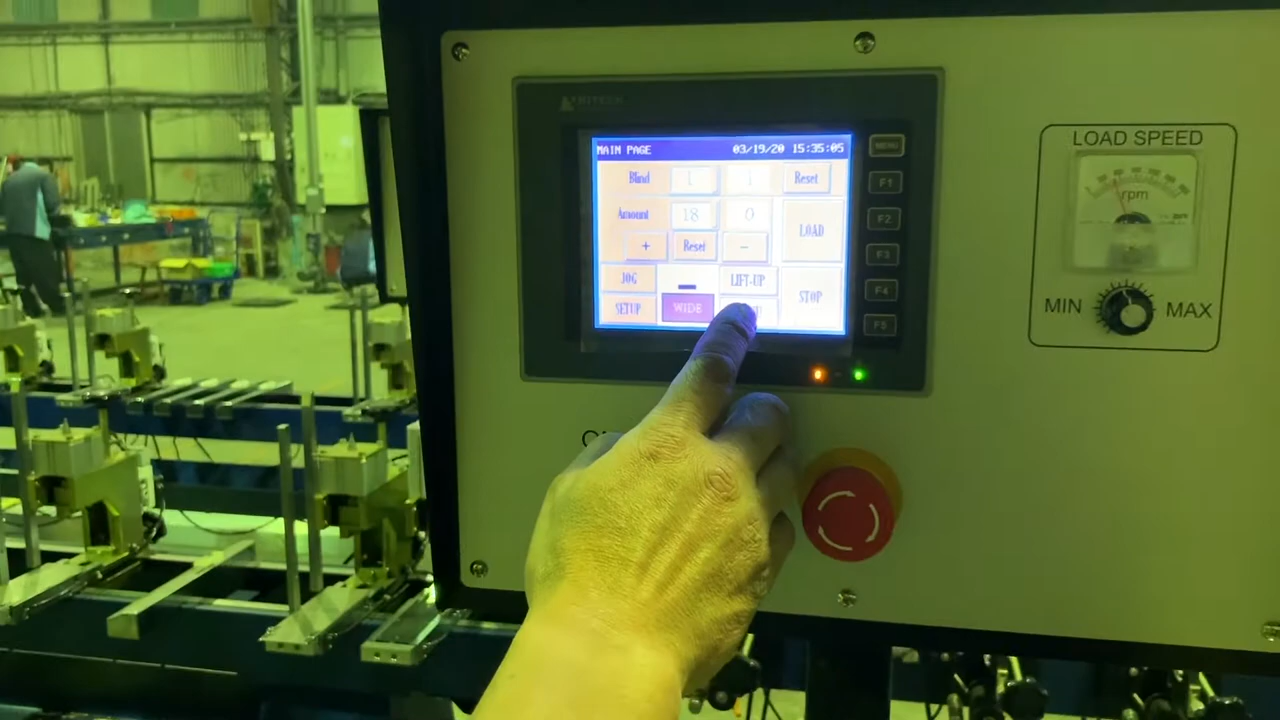 HITECH
MAIN PAGE 03/19/20 15:35:05
Blind 1 1 Reset
Amount 18 0
+ Reset -
LOAD
JOG LIFT-UP
SETUP WIDE STOP
MENU
F1
F2
F3
F4
F5
LOAD SPEED
rpm
MIN MAX